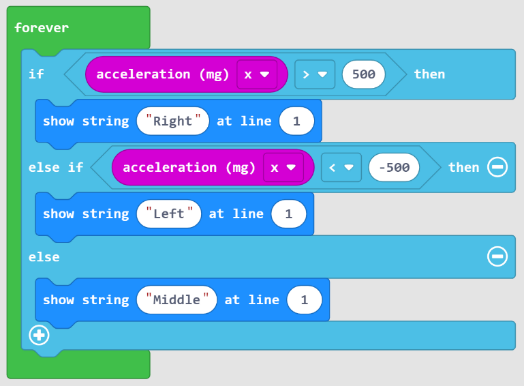 forever
if acceleration (mg) x > 500 then
show string "Right" at line 1
else if acceleration (mg) x < -500 then
show string "Left" at line 1
else
show string "Middle" at line 1